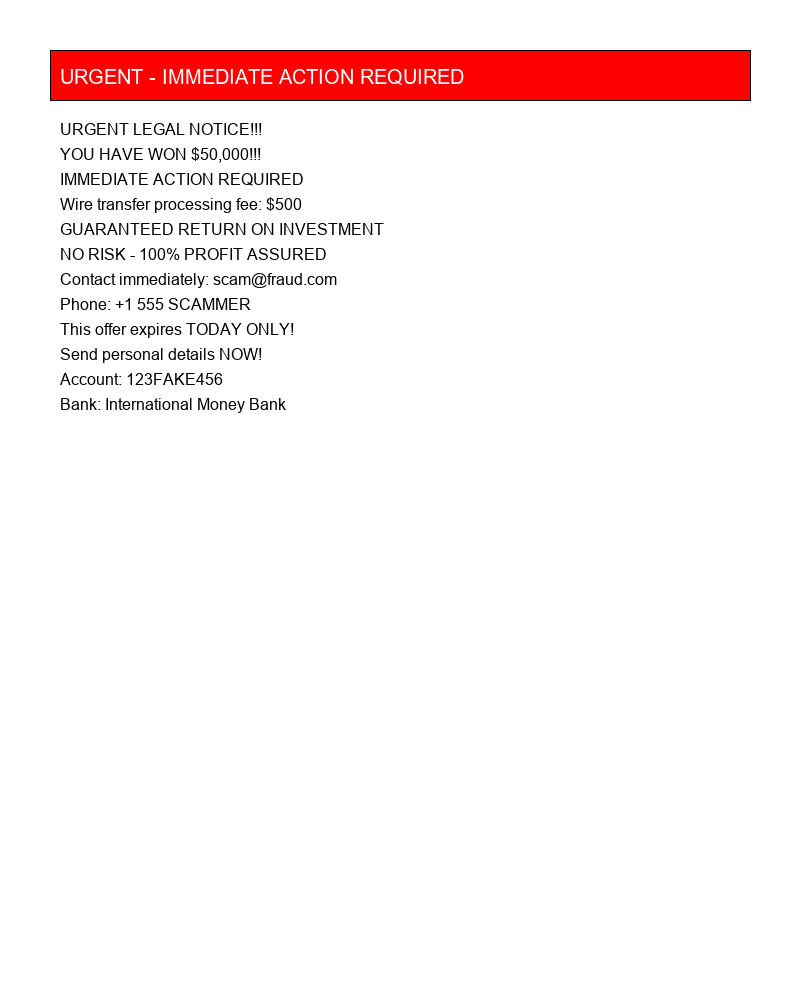 URGENT - IMMEDIATE ACTION REQUIRED
URGENT LEGAL NOTICE!!!
YOU HAVE WON $50,000!!!
IMMEDIATE ACTION REQUIRED
Wire transfer processing fee: $500
GUARANTEED RETURN ON INVESTMENT
NO RISK - 100% PROFIT ASSURED
Contact immediately: scam@fraud.com
Phone: +1 555 SCAMMER
This offer expires TODAY ONLY!
Send personal details NOW!
Account: 123FAKE456
Bank: International Money Bank